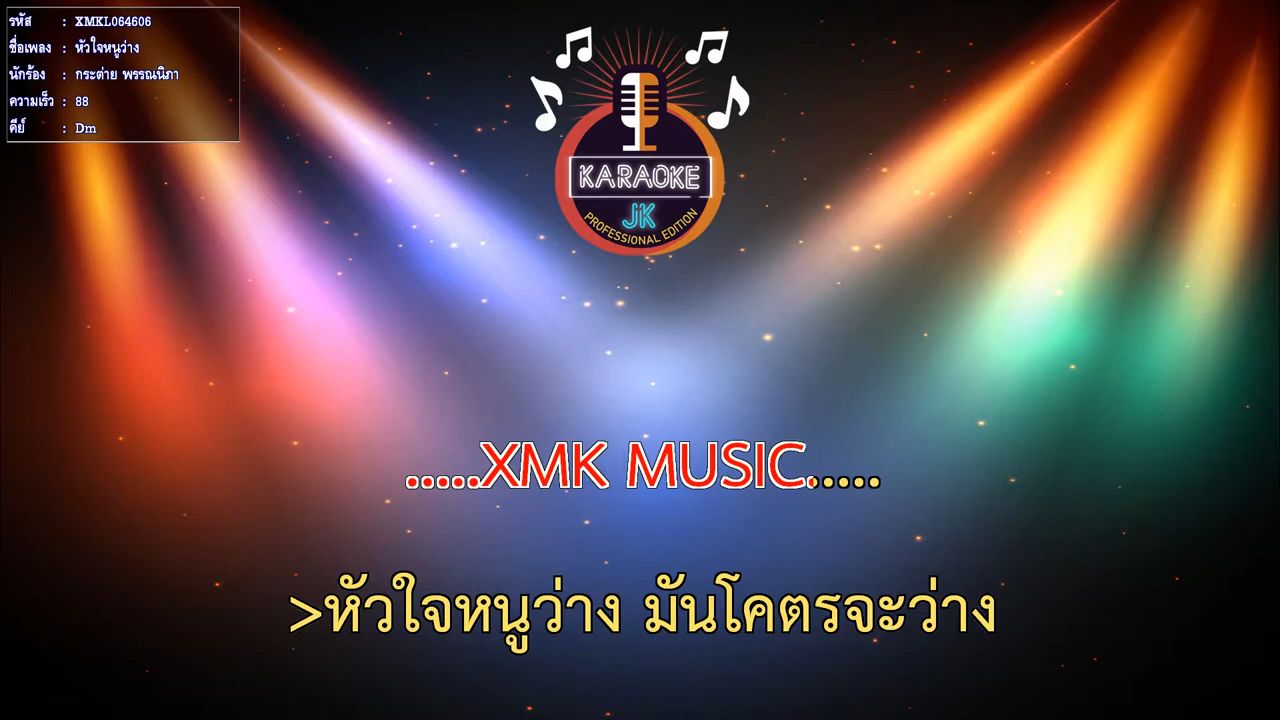 รหัส : XMKL064606
ชื่อเพลง : หัวใจหนูว่าง
นักร้อง : กระต่าย พรรณนิภา
ความเร็ว : 88
คีย์ : Dm
KARAOKE
JK
PROFESSIONAL EDITION
.....XMK MUSIC.....
>หัวใจหนูว่าง มันโคตรจะว่าง